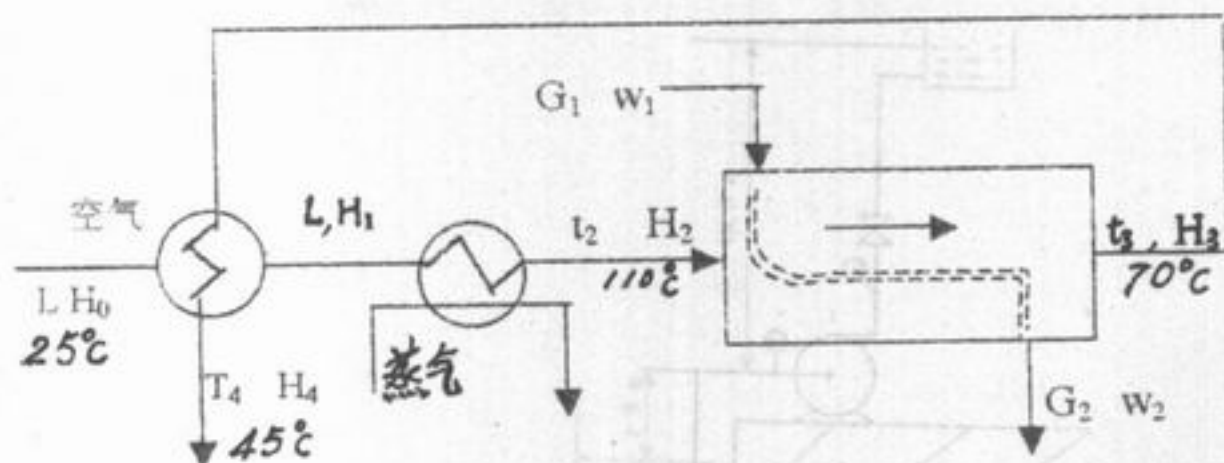 G₁ w₁
空气
L,H₁
t₂ H₂
t₃, H₃
110℃
70℃
L H₀
25℃
蒸气
T₄ H₄
45℃
G₂ w₂